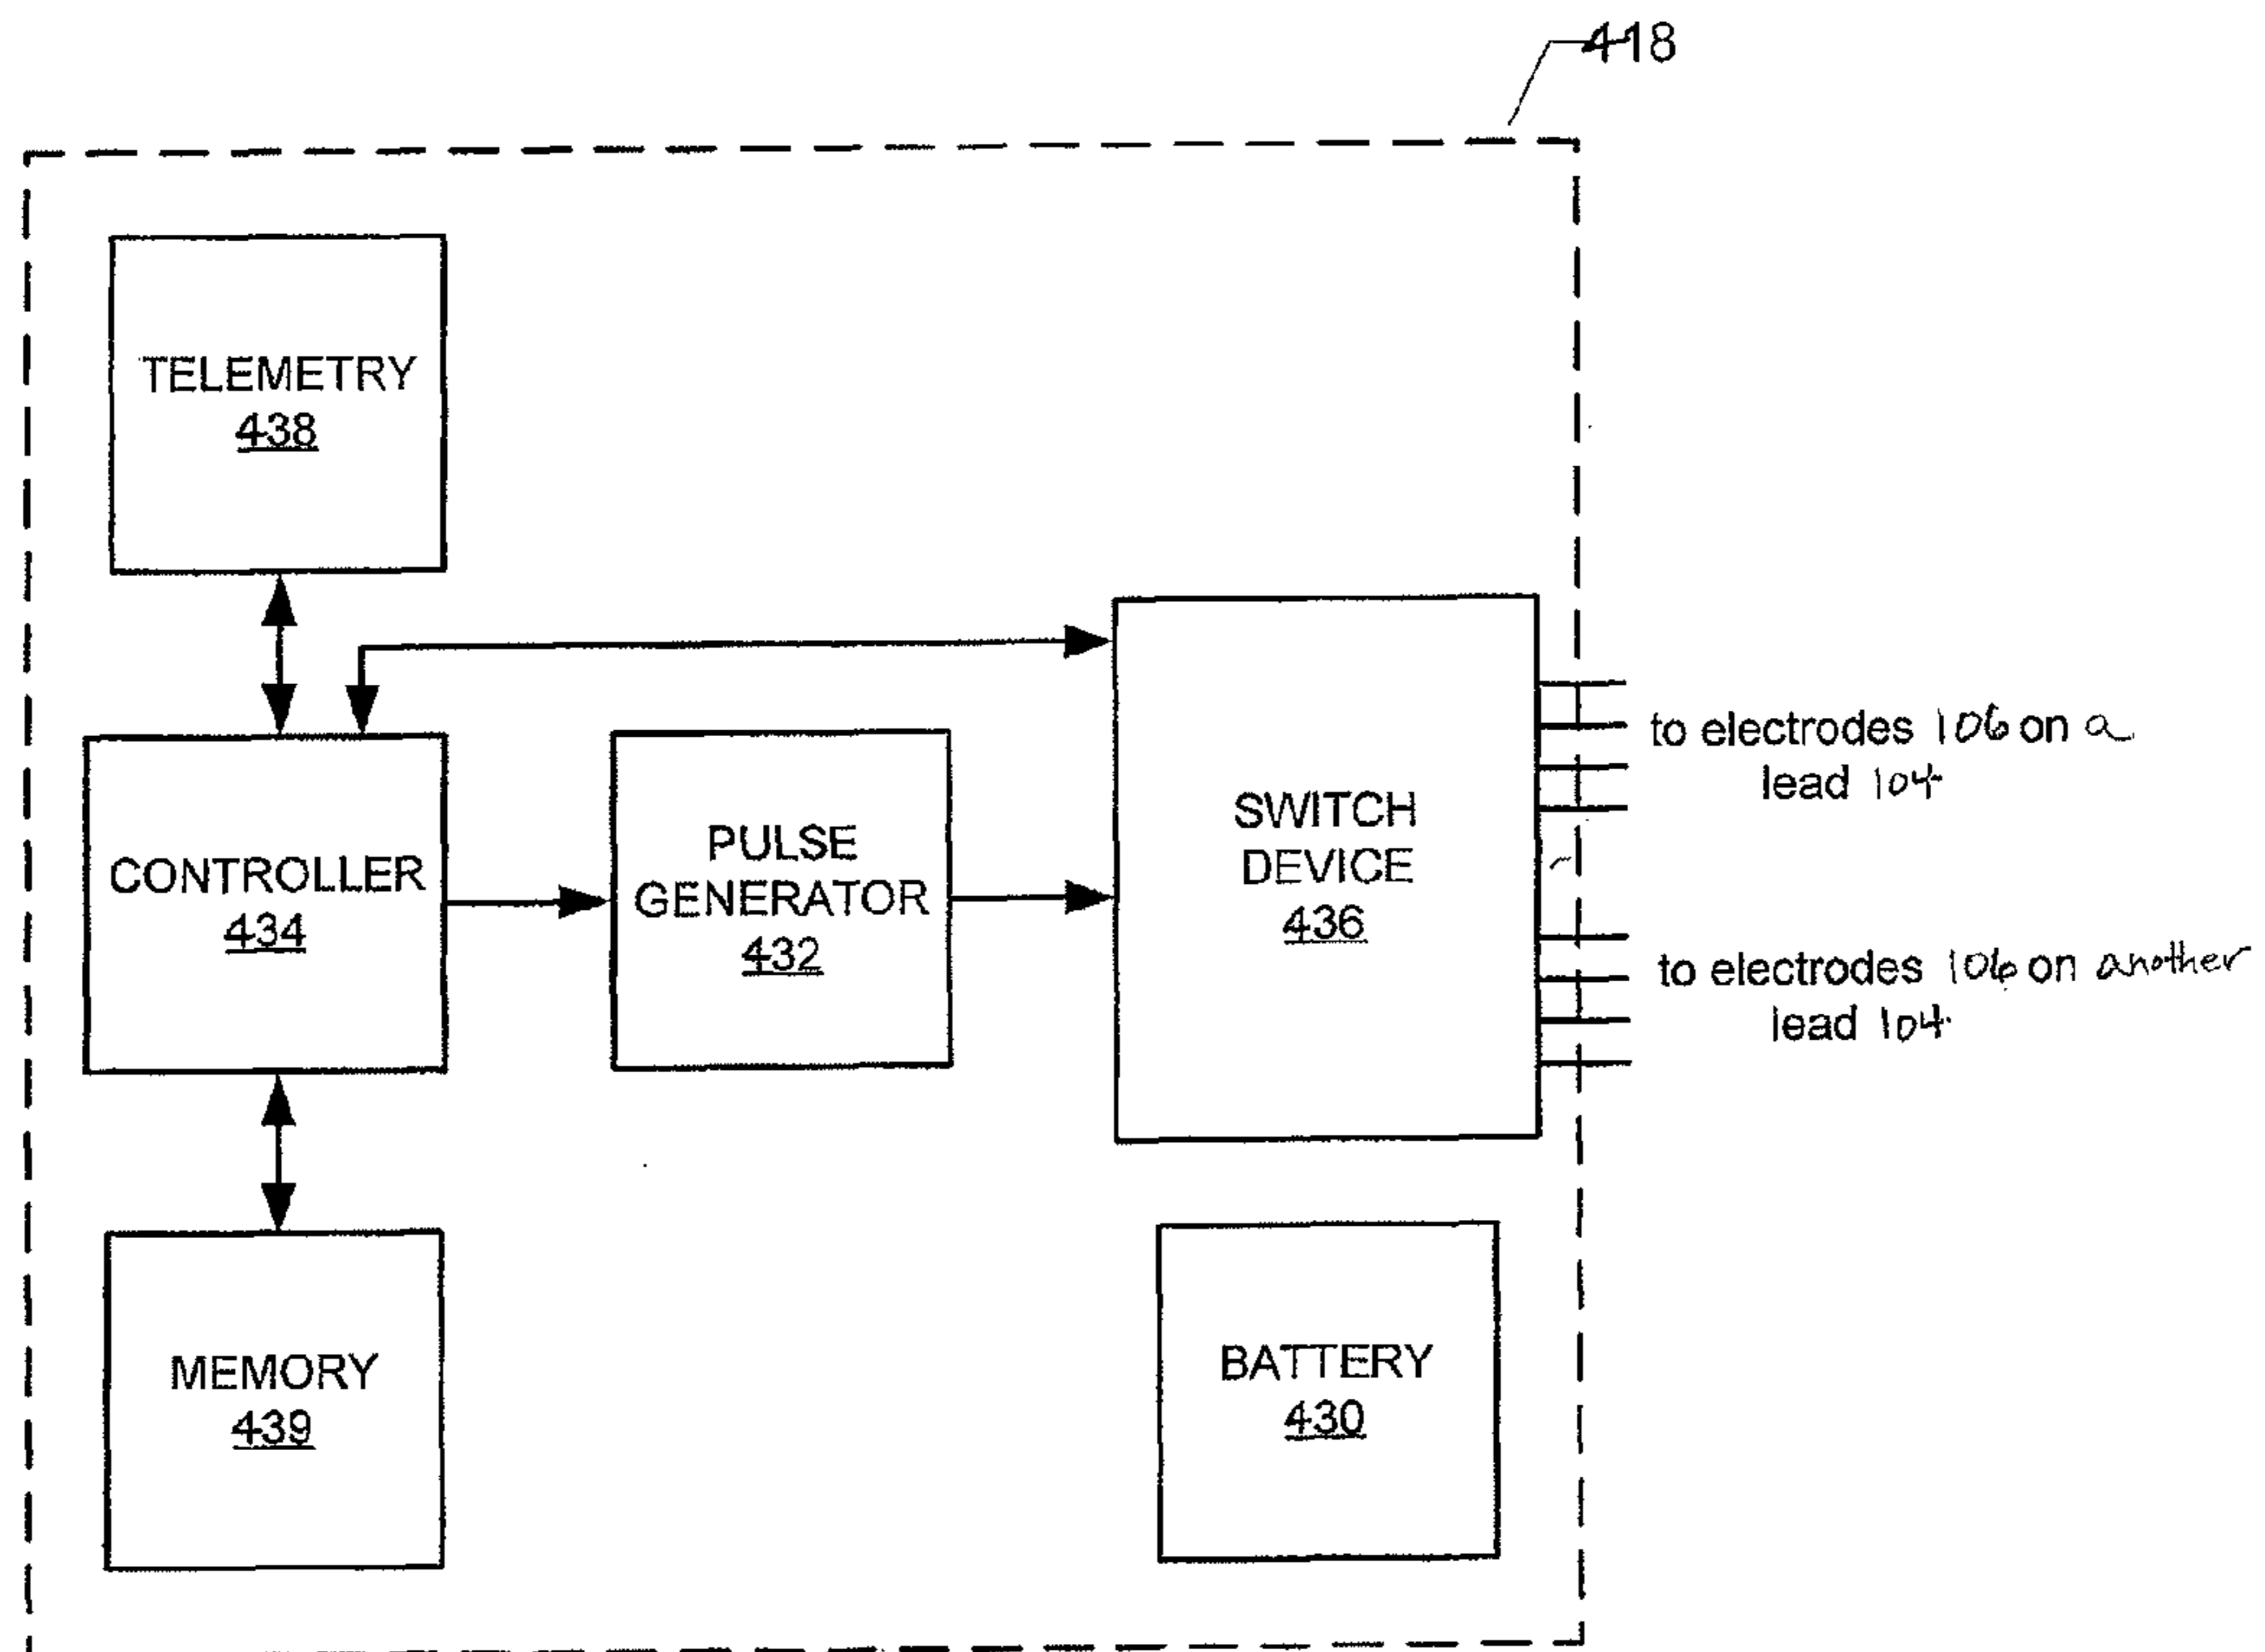 418
TELEMETRY
438
CONTROLLER
434
PULSE
GENERATOR
432
SWITCH
DEVICE
436
to electrodes 106 on a
lead 104
to electrodes 106 on another
lead 104
MEMORY
439
BATTERY
430